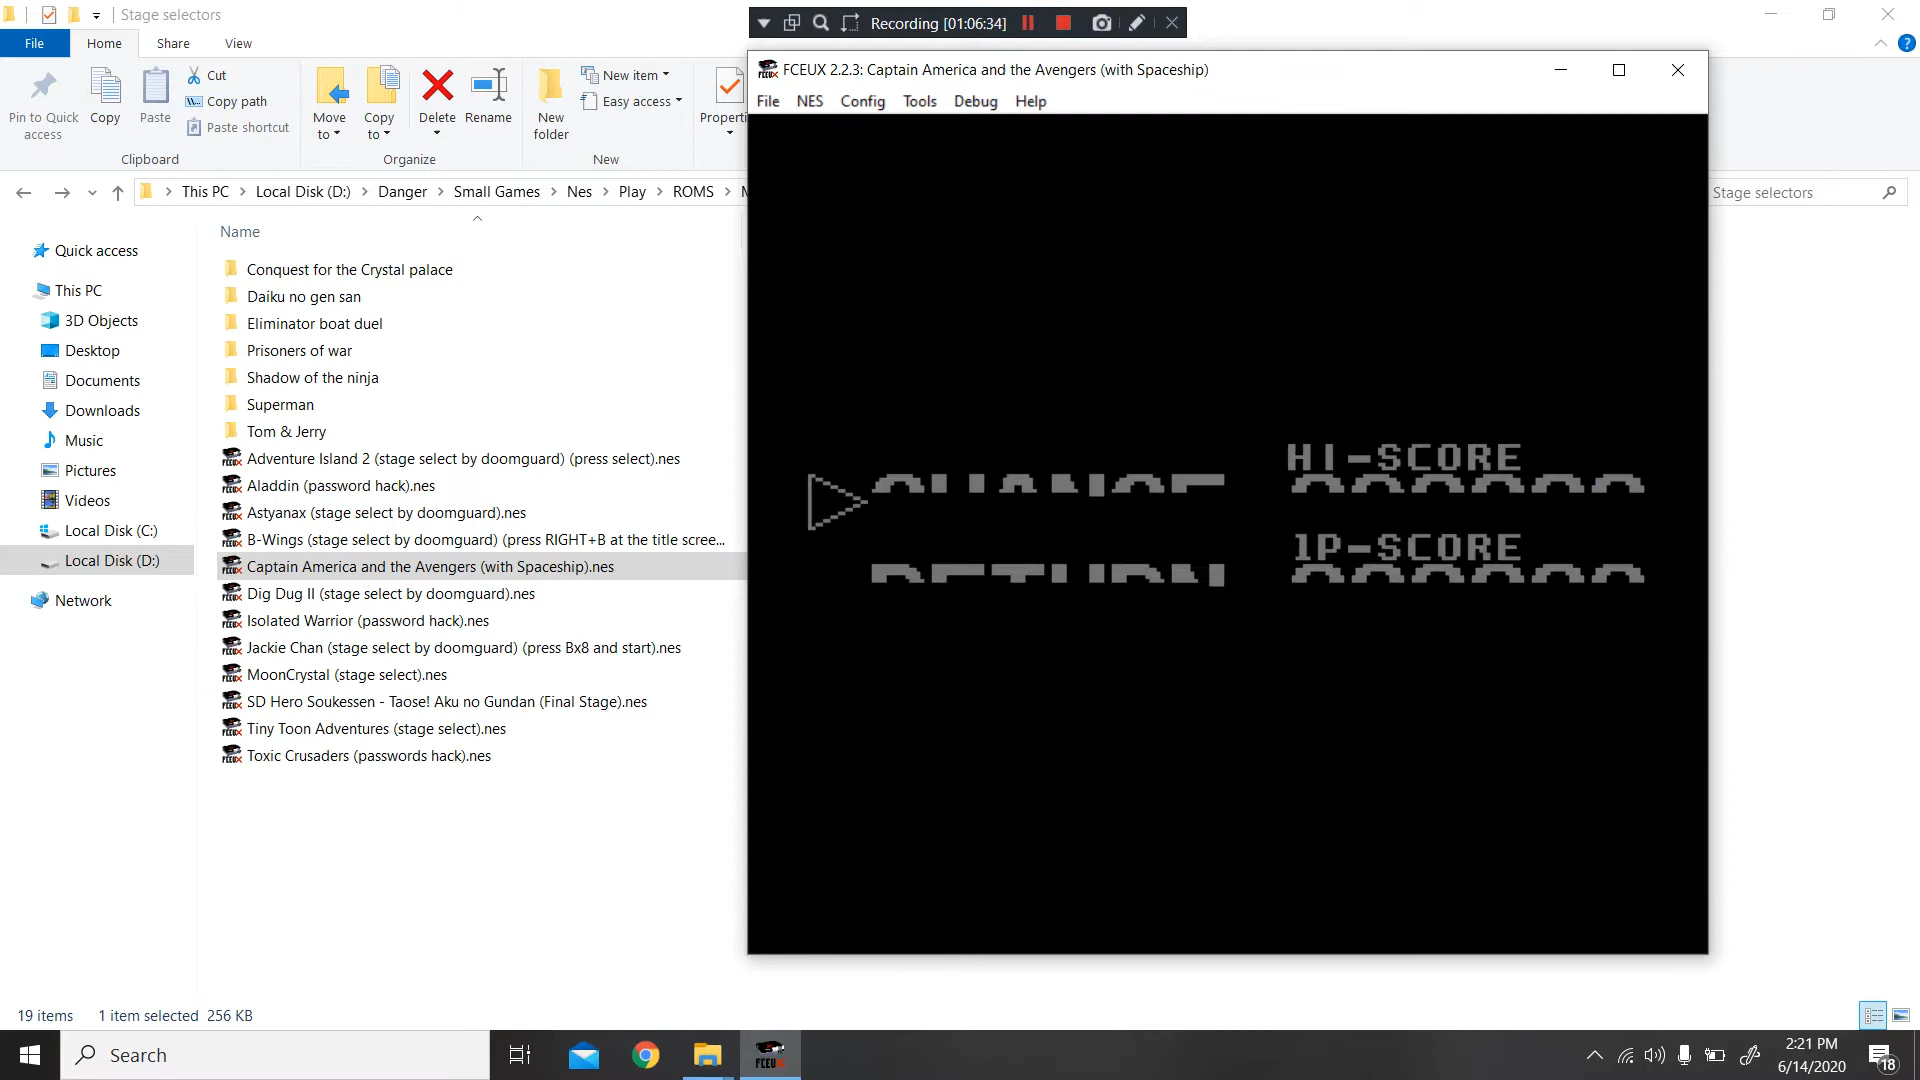 Stage selectors
File
Home
Share
View
Pin to Quick access
Copy
Paste
Cut
Copy path
Paste shortcut
Clipboard
Move to
Copy to
Delete
Rename
Organize
New folder
New item
Easy access
New
Properti
This PC
Local Disk (D:)
Danger
Small Games
Nes
Play
ROMS
Stage selectors
Name
Quick access
This PC
3D Objects
Desktop
Documents
Downloads
Music
Pictures
Videos
Local Disk (C:)
Local Disk (D:)
Network
Conquest for the Crystal palace
Daiku no gen san
Eliminator boat duel
Prisoners of war
Shadow of the ninja
Superman
Tom & Jerry
Adventure Island 2 (stage select by doomguard) (press select).nes
Aladdin (password hack).nes
Astyanax (stage select by doomguard).nes
B-Wings (stage select by doomguard) (press RIGHT+B at the title scree...
Captain America and the Avengers (with Spaceship).nes
Dig Dug II (stage select by doomguard).nes
Isolated Warrior (password hack).nes
Jackie Chan (stage select by doomguard) (press Bx8 and start).nes
MoonCrystal (stage select).nes
SD Hero Soukessen - Taose! Aku no Gundan (Final Stage).nes
Tiny Toon Adventures (stage select).nes
Toxic Crusaders (passwords hack).nes
19 items
1 item selected 256 KB
Recording [01:06:34]
FCEUX 2.2.3: Captain America and the Avengers (with Spaceship)
File NES Config Tools Debug Help
HI-SCORE
1P-SCORE
Search
2:21 PM
6/14/2020
18